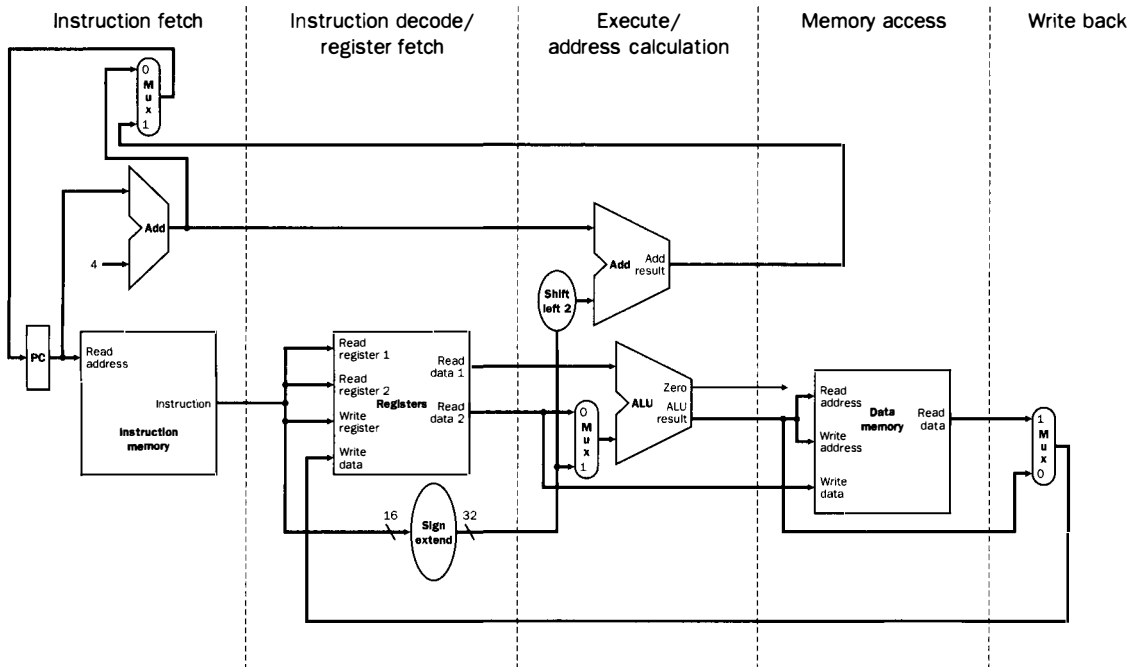 Instruction fetch
Instruction decode/
register fetch
Execute/
address calculation
Memory access
Write back
0
M
u
x
1
Add
4
Add
Add
result
Shift
left 2
PC
Read
address
Instruction
Instruction
memory
Read
register 1
Read
register 2
Write
register
Write
data
Registers
Read
data 1
Read
data 2
16
Sign
extend
32
0
M
u
x
1
ALU
Zero
ALU
result
Read
address
Write
address
Write
data
Data
memory
Read
data
1
M
u
x
0